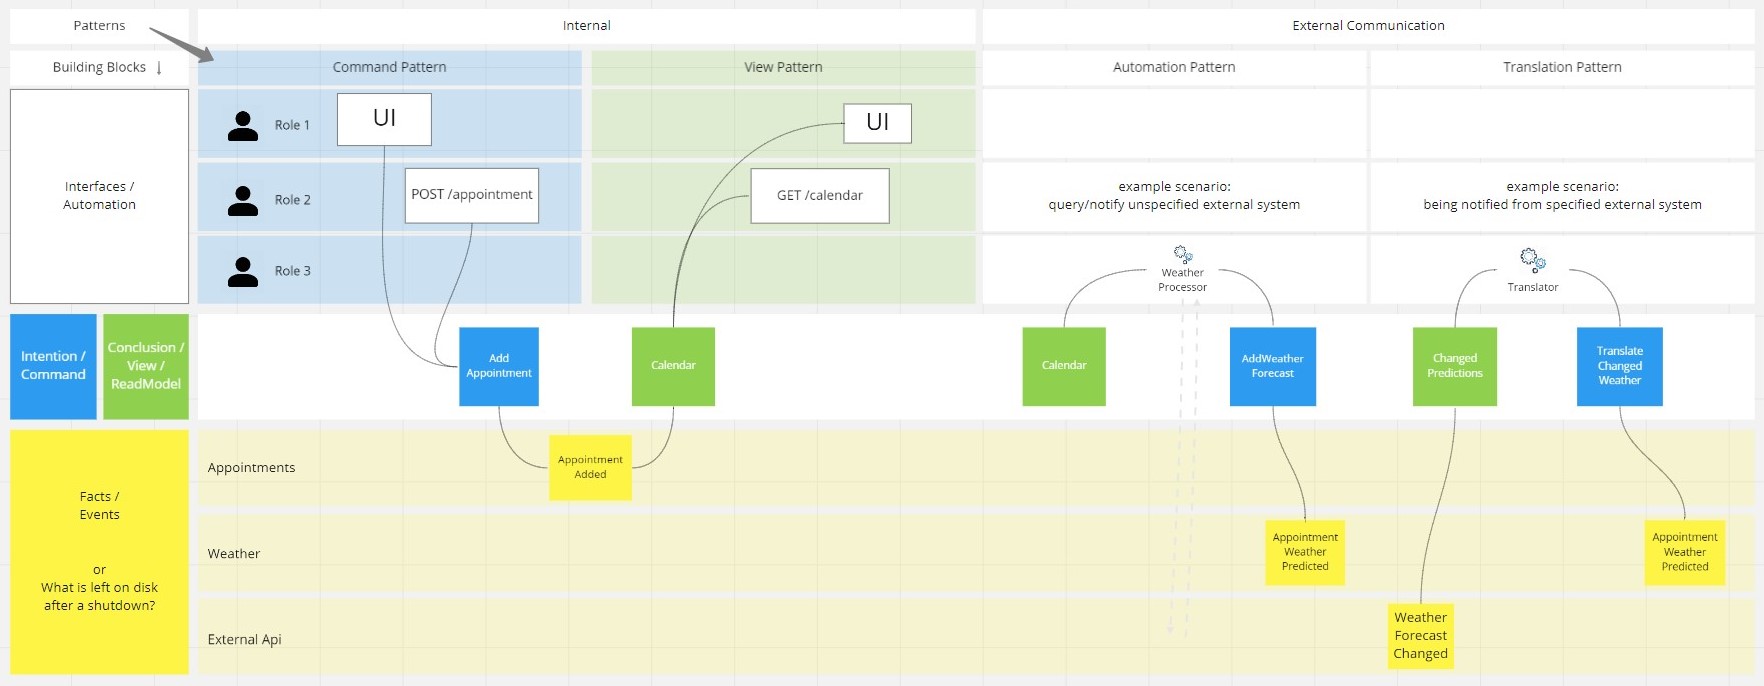 Patterns
Internal
External Communication
Building Blocks ↓
Command Pattern
View Pattern
Automation Pattern
Translation Pattern
Interfaces /
Automation
Role 1
UI
UI
Role 2
POST /appointment
GET /calendar
example scenario:
query/notify unspecified external system
example scenario:
being notified from specified external system
Role 3
Weather
Processor
Translator
Intention /
Command
Conclusion /
View /
ReadModel
Add
Appointment
Calendar
Calendar
AddWeather
Forecast
Changed
Predictions
Translate
Changed
Weather
Facts /
Events
or
What is left on disk
after a shutdown?
Appointments
Appointment
Added
Weather
Appointment
Weather
Predicted
Appointment
Weather
Predicted
External Api
Weather
Forecast
Changed